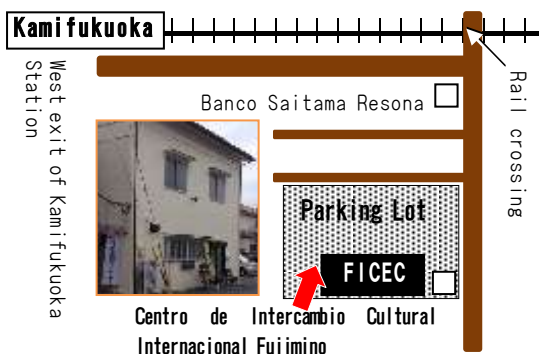 Kamifukuoka
West exit of Kamifukuoka
Station
Rail crossing
Banco Saitama Resona
Parking Lot
FICEC
Centro de Intercambio Cultural
Internacional Fujimino